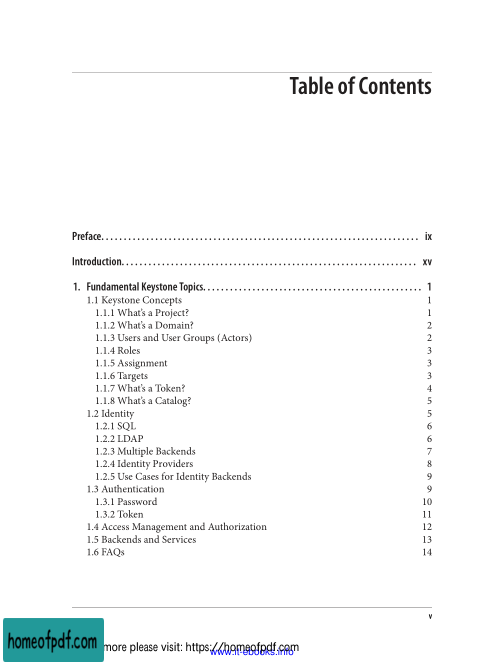 Table of Contents
Preface. . . . . . . . . . . . . . . . . . . . . . . . . . . . . . . . . . . . . . . . . . . . . . . . . . . . . . . . . . . . . . . . . . . . . . . ix
Introduction. . . . . . . . . . . . . . . . . . . . . . . . . . . . . . . . . . . . . . . . . . . . . . . . . . . . . . . . . . . . . . . . . . xv
1. Fundamental Keystone Topics. . . . . . . . . . . . . . . . . . . . . . . . . . . . . . . . . . . . . . . . . . . . . . . . . 1
1.1 Keystone Concepts 1
1.1.1 What's a Project? 1
1.1.2 What's a Domain? 2
1.1.3 Users and User Groups (Actors) 2
1.1.4 Roles 3
1.1.5 Assignment 3
1.1.6 Targets 3
1.1.7 What's a Token? 4
1.1.8 What's a Catalog? 5
1.2 Identity 5
1.2.1 SQL 6
1.2.2 LDAP 6
1.2.3 Multiple Backends 7
1.2.4 Identity Providers 8
1.2.5 Use Cases for Identity Backends 9
1.3 Authentication 9
1.3.1 Password 10
1.3.2 Token 11
1.4 Access Management and Authorization 12
1.5 Backends and Services 13
1.6 FAQs 14
v
homeofpdf.com
more please visit: https://homeofpdf.com
www.it-ebooks.info